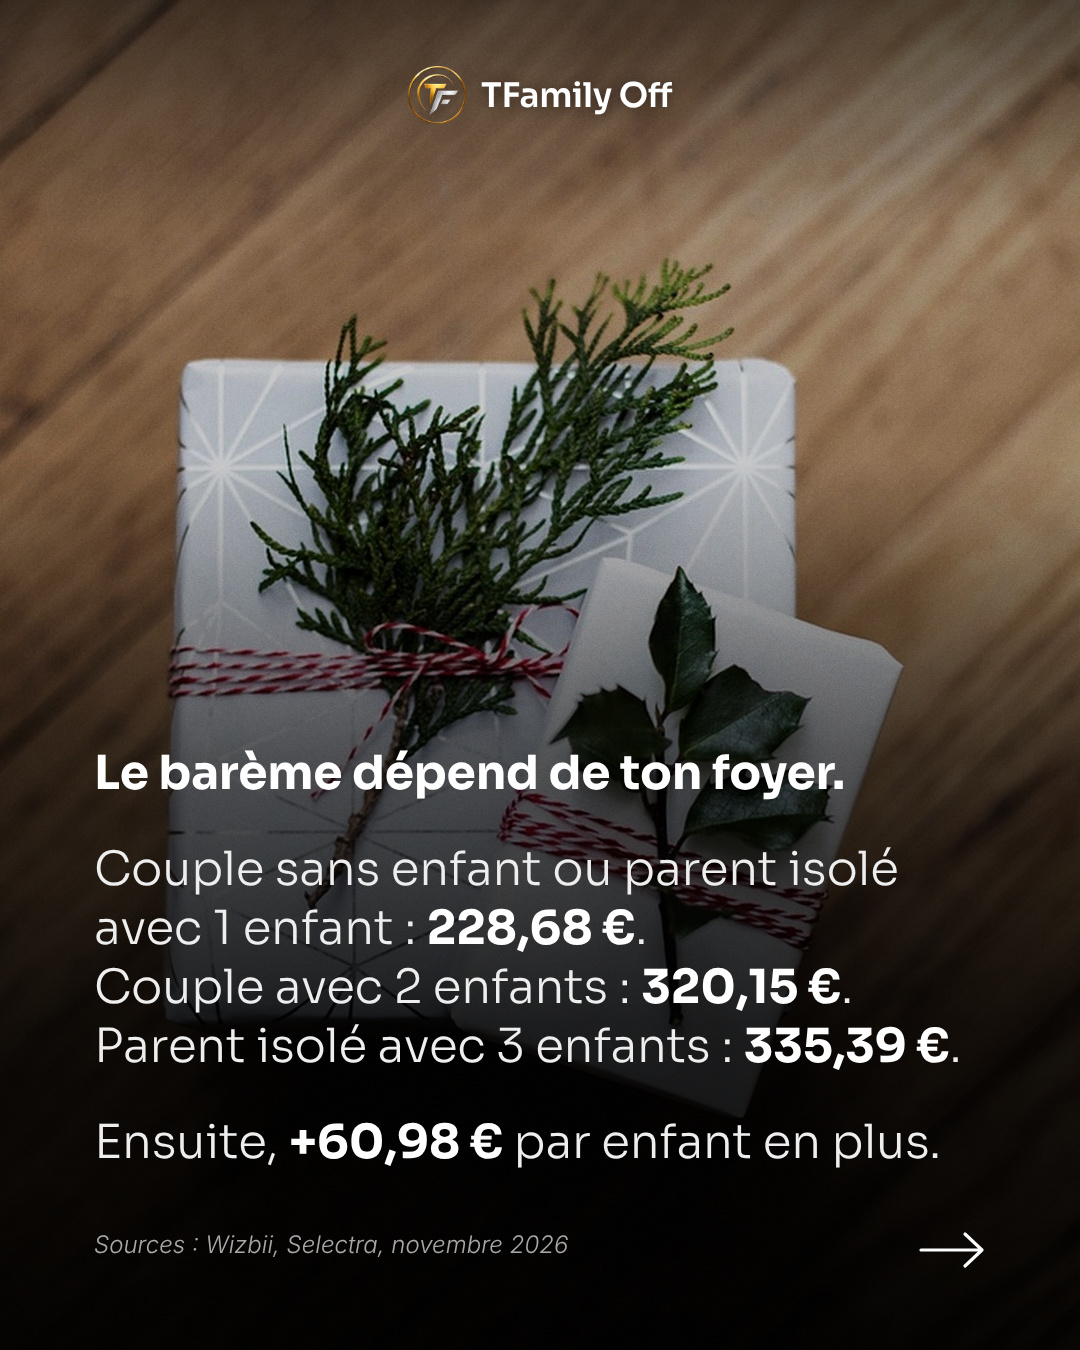 TFamily Off
Le barème dépend de ton foyer.
Couple sans enfant ou parent isolé
avec 1 enfant : 228,68 €.
Couple avec 2 enfants : 320,15 €.
Parent isolé avec 3 enfants : 335,39 €.
Ensuite, +60,98 € par enfant en plus.
Sources : Wizbii, Selectra, novembre 2026